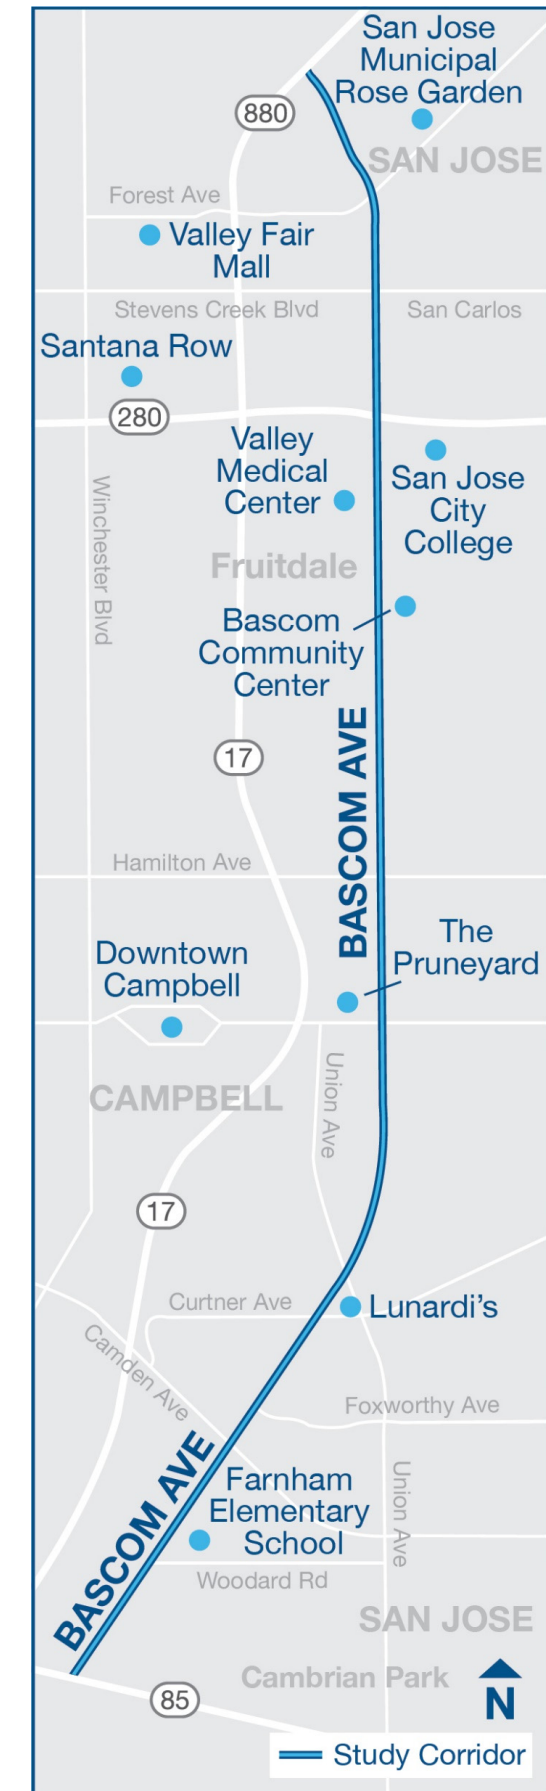 San Jose
Municipal
Rose Garden
880
SAN JOSE
Forest Ave
Valley Fair
Mall
Stevens Creek Blvd
San Carlos
Santana Row
280
Valley
Medical
Center
San Jose
City
College
Winchester Blvd
Fruitdale
Bascom
Community
Center
BASCOM AVE
17
Hamilton Ave
The
Pruneyard
Downtown
Campbell
Union Ave
CAMPBELL
17
Curtner Ave
Lunardi’s
Camden Ave
Foxworthy Ave
BASCOM AVE
Farnham
Elementary
School
Union Ave
Woodard Rd
SAN JOSE
Cambrian Park
N
85
Study Corridor